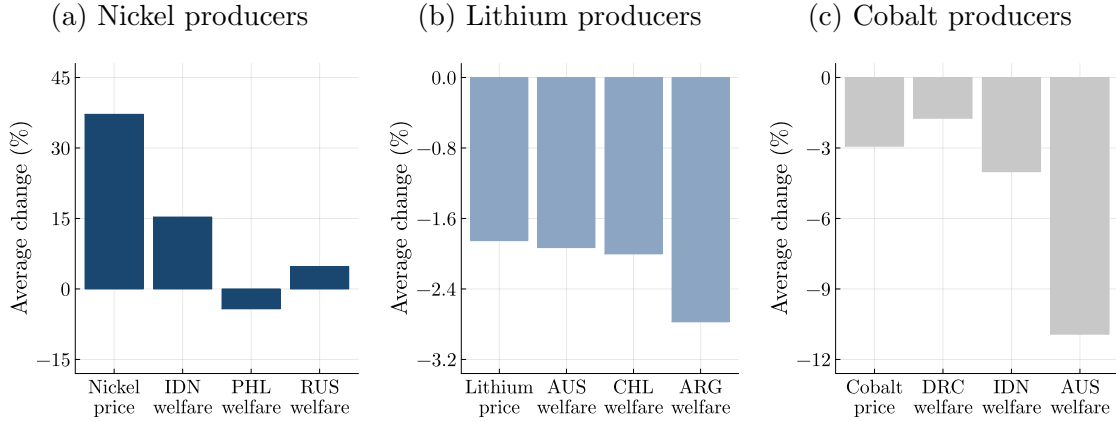 (a) Nickel producers
Average change (%)
45
30
15
0
−15
Nickel price
IDN welfare
PHL welfare
RUS welfare
(b) Lithium producers
Average change (%)
0.0
−0.8
−1.6
−2.4
−3.2
Lithium price
AUS welfare
CHL welfare
ARG welfare
(c) Cobalt producers
Average change (%)
0
−3
−6
−9
−12
Cobalt price
DRC welfare
IDN welfare
AUS welfare